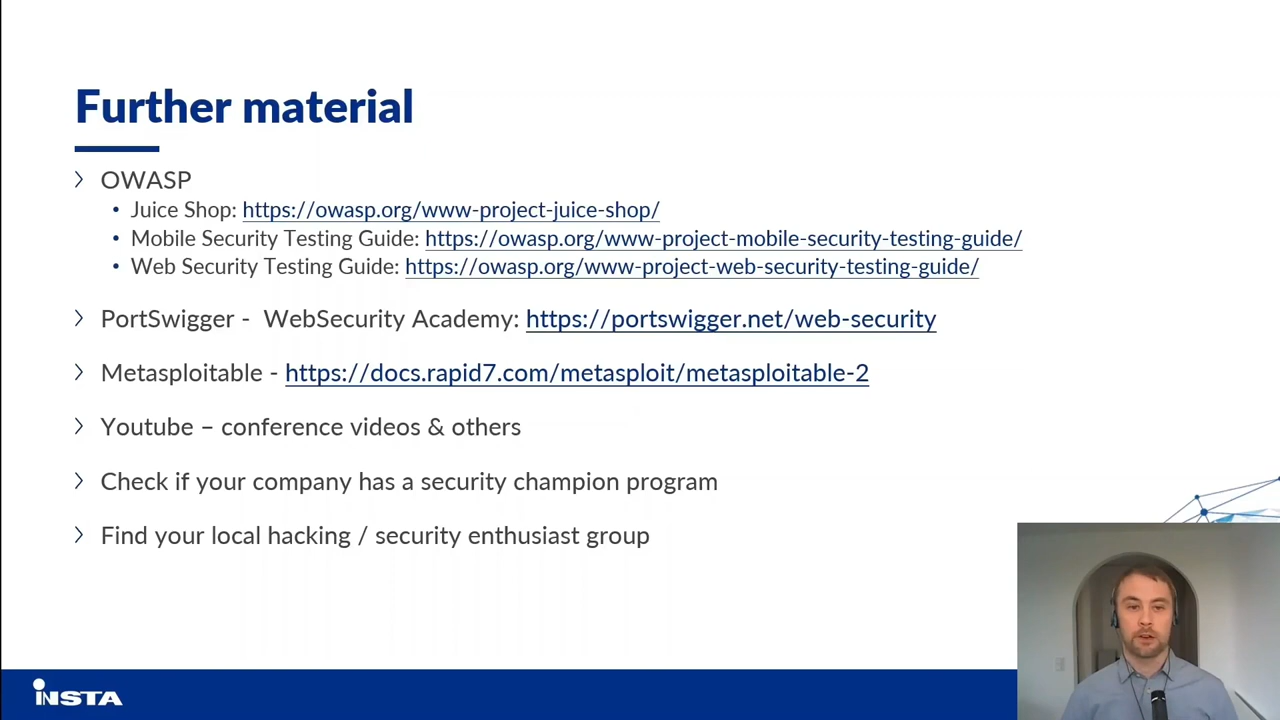 Further material
OWASP
Juice Shop: https://owasp.org/www-project-juice-shop/
Mobile Security Testing Guide: https://owasp.org/www-project-mobile-security-testing-guide/
Web Security Testing Guide: https://owasp.org/www-project-web-security-testing-guide/
PortSwigger - WebSecurity Academy: https://portswigger.net/web-security
Metasploitable - https://docs.rapid7.com/metasploit/metasploitable-2
Youtube – conference videos & others
Check if your company has a security champion program
Find your local hacking / security enthusiast group
INSTA